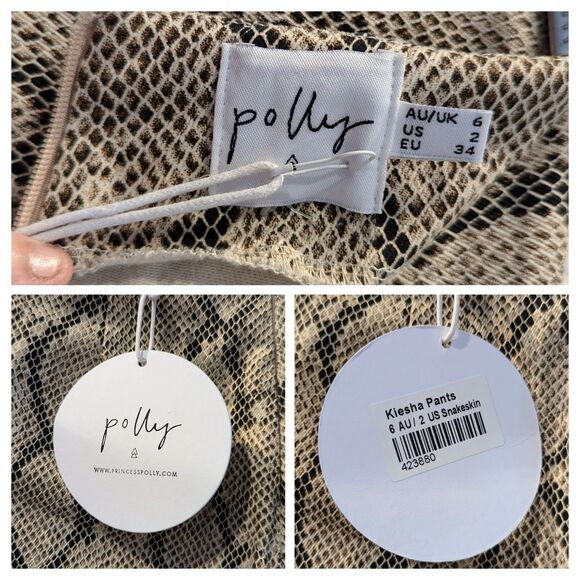 polly
AU/UK 6
US 2
EU 34
polly
WWW.PRINCESSPOLLY.COM
Kiesha Pants
6 AU / 2 US Snakeskin
423880